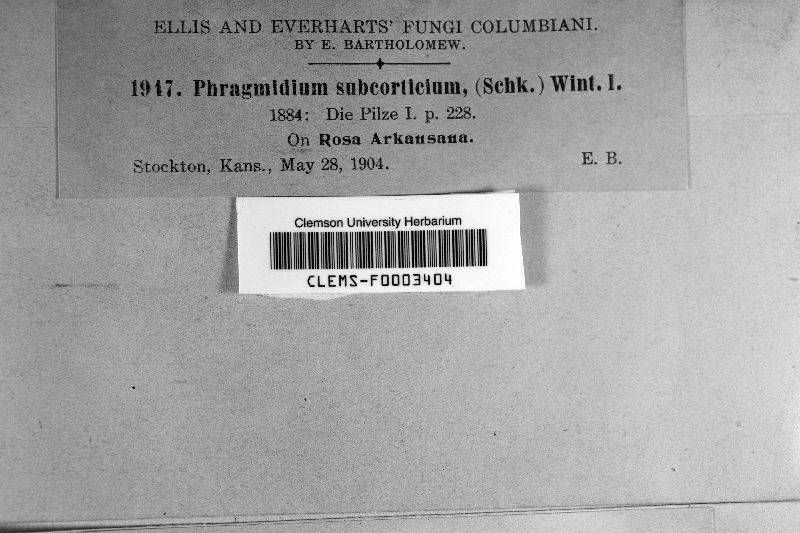 ELLIS AND EVERHARTS' FUNGI COLUMBIANI.
BY E. BARTHOLOMEW.
1947. Phragmidium subcorticium, (Schk.) Wint. I.
1884: Die Pilze I. p. 228.
On Rosa Arkansana.
Stockton, Kans., May 28, 1904. E. B.
Clemson University Herbarium
CLEMS-F0003404